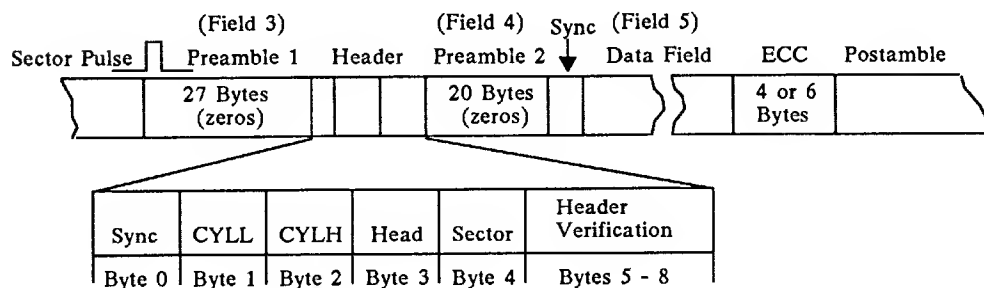 (Field 3) (Field 4) Sync (Field 5)
Sector Pulse Preamble 1 Header Preamble 2 Data Field ECC Postamble
27 Bytes 20 Bytes 4 or 6
(zeros) (zeros) Bytes
Header
Sync CYLL CYLH Head Sector Verification
Byte 0 Byte 1 Byte 2 Byte 3 Byte 4 Bytes 5 - 8